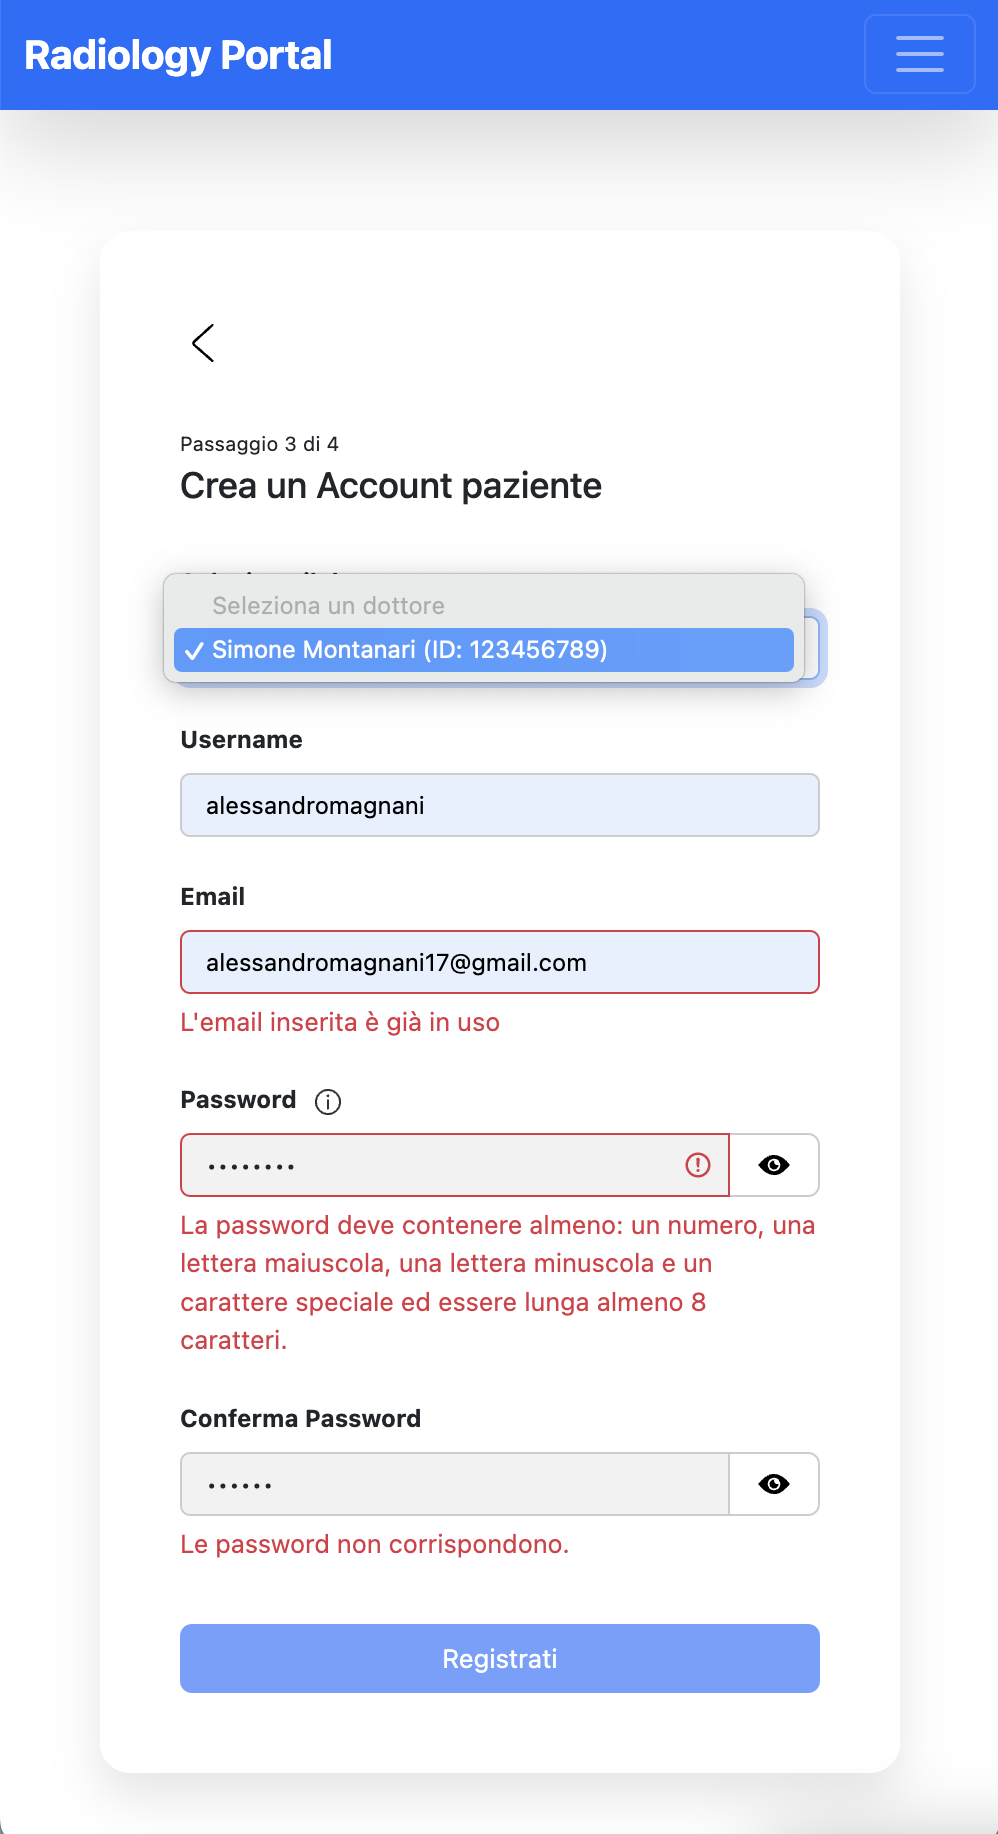 Radiology Portal
Passaggio 3 di 4
Crea un Account paziente
Seleziona un dottore
✓ Simone Montanari (ID: 123456789)
Username
alessandromagnani
Email
alessandromagnani17@gmail.com
L'email inserita è già in uso
Password
••••••••
La password deve contenere almeno: un numero, una
lettera maiuscola, una lettera minuscola e un
carattere speciale ed essere lunga almeno 8
caratteri.
Conferma Password
••••••
Le password non corrispondono.
Registrati